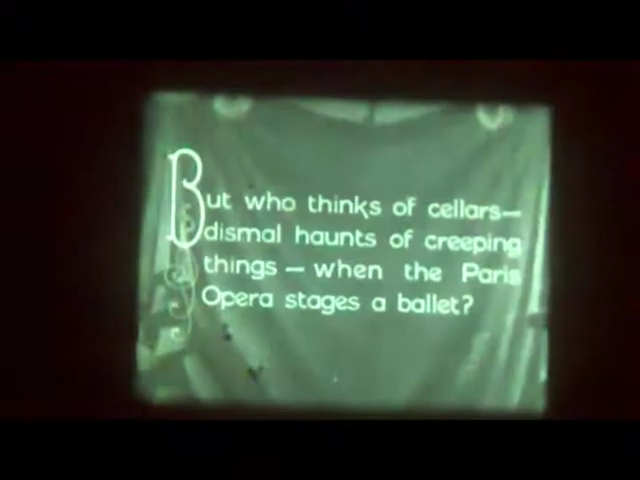 But who thinks of cellars—
dismal haunts of creeping
things — when the Paris
Opera stages a ballet?